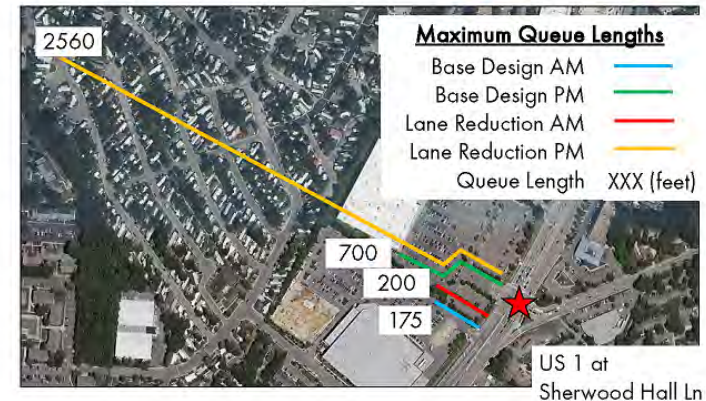 2560
Maximum Queue Lengths
Base Design AM
Base Design PM
Lane Reduction AM
Lane Reduction PM
Queue Length XXX (feet)
700
200
175
US 1 at
Sherwood Hall Ln